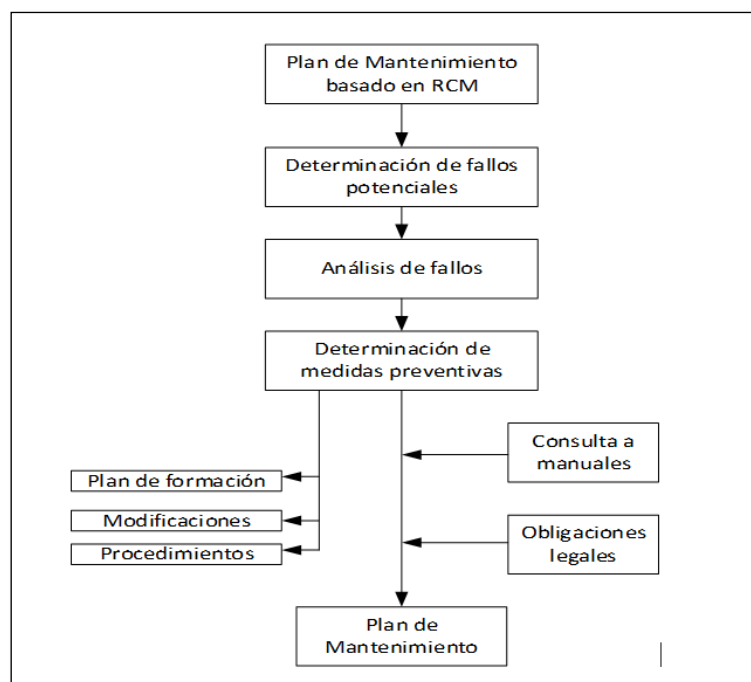 Plan de Mantenimiento
basado en RCM
Determinación de fallos
potenciales
Análisis de fallos
Determinación de
medidas preventivas
Consulta a
manuales
Plan de formación
Modificaciones
Procedimientos
Obligaciones
legales
Plan de
Mantenimiento